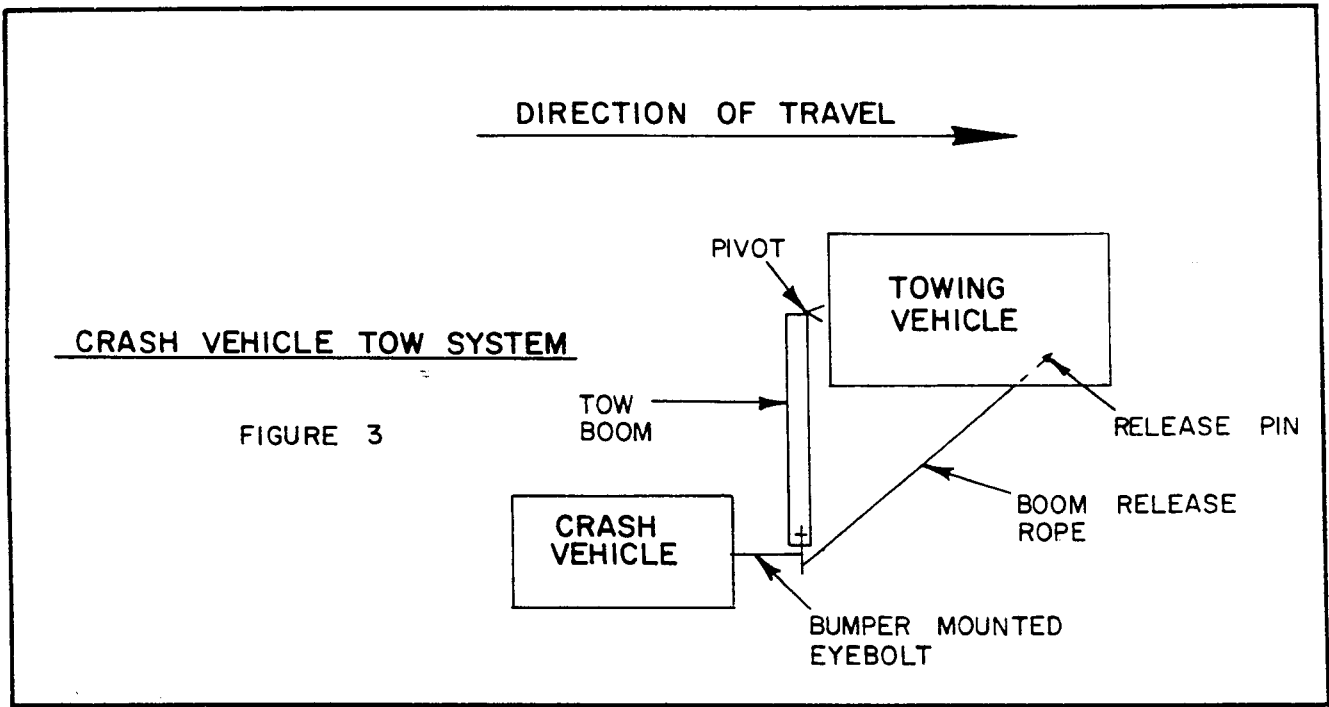 DIRECTION OF TRAVEL
PIVOT
TOWING
VEHICLE
CRASH VEHICLE TOW SYSTEM
TOW
BOOM
FIGURE 3
RELEASE PIN
BOOM RELEASE
ROPE
CRASH
VEHICLE
BUMPER MOUNTED
EYEBOLT